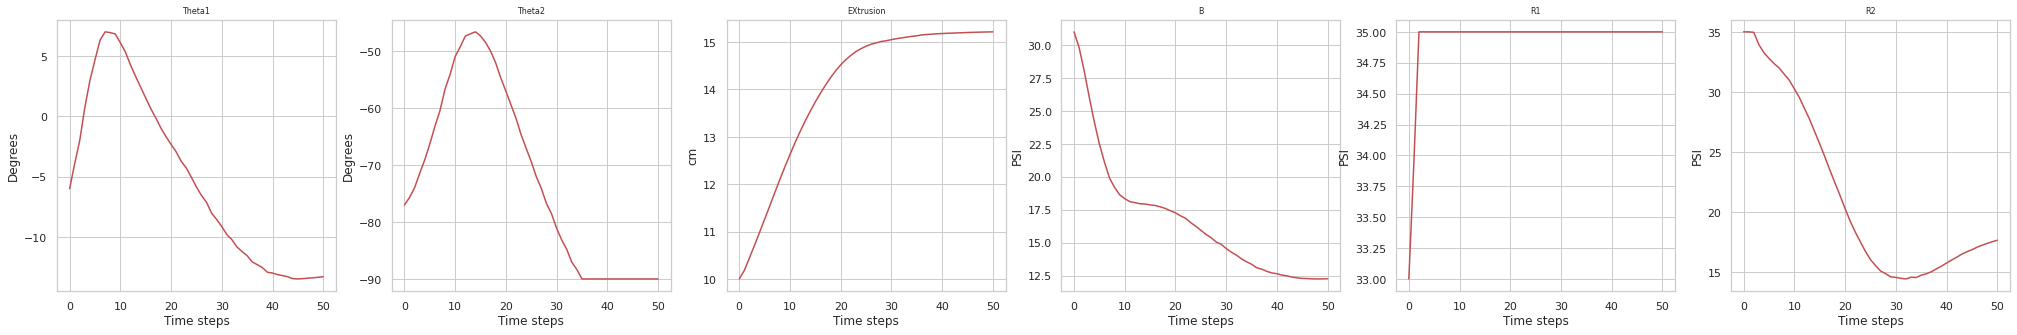 Theta1
5
0
−5
−10
Degrees
0 10 20 30 40 50
Time steps
Theta2
−50
−60
−70
−80
−90
Degrees
0 10 20 30 40 50
Time steps
EXtrusion
15
14
13
12
11
10
cm
0 10 20 30 40 50
Time steps
B
30.0
27.5
25.0
22.5
20.0
17.5
15.0
12.5
PSI
0 10 20 30 40 50
Time steps
R1
35.00
34.75
34.50
34.25
34.00
33.75
33.50
33.25
33.00
PSI
0 10 20 30 40 50
Time steps
R2
35
30
25
20
15
PSI
0 10 20 30 40 50
Time steps